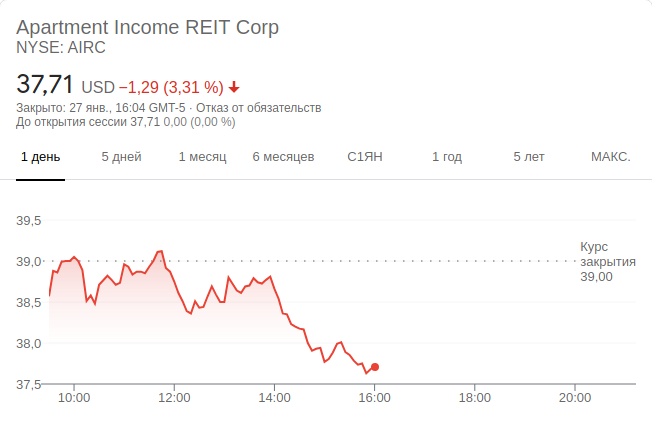 Apartment Income REIT Corp
NYSE: AIRC
37,71 USD −1,29 (3,31 %)
Закрыто: 27 янв., 16:04 GMT-5 · Отказ от обязательств
До открытия сессии 37,71 0,00 (0,00 %)
1 день 5 дней 1 месяц 6 месяцев С1ЯН 1 год 5 лет МАКС.
39,5
Курс
39,0 закрытия
39,00
38,5
38,0
37,5
10:00 12:00 14:00 16:00 18:00 20:00